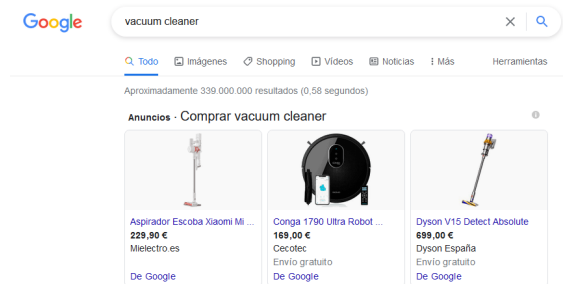 Google
vacuum cleaner
Todo Imágenes Shopping Vídeos Noticias Más Herramientas
Aproximadamente 339.000.000 resultados (0,58 segundos)
Anuncios · Comprar vacuum cleaner
Aspirador Escoba Xiaomi Mi ...
229,90 €
Mielectro.es
De Google
Conga 1790 Ultra Robot ...
169,00 €
Cecotec
Envío gratuito
De Google
Dyson V15 Detect Absolute
699,00 €
Dyson España
Envío gratuito
De Google